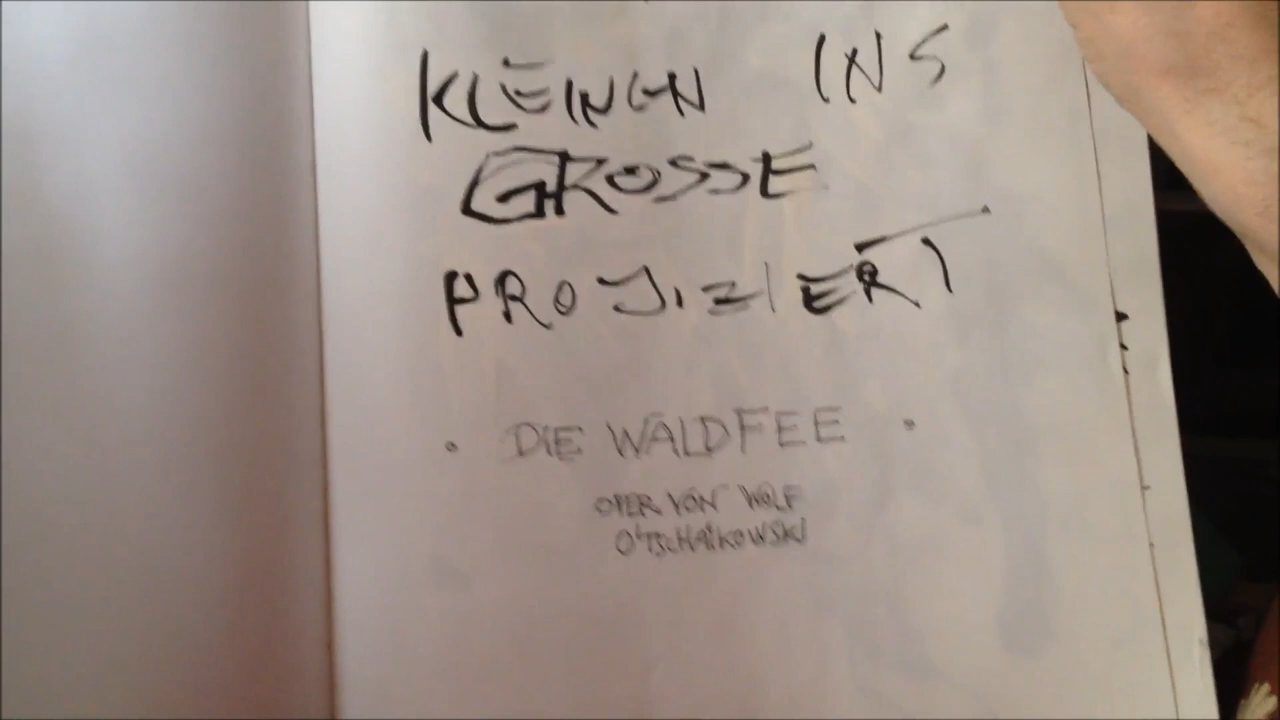 KLEINEN INS
GROSSE
PROJIZIERT
· DIE WALDFEE ·
OPER VON WOLF
O'TSCHAIKOWSKI